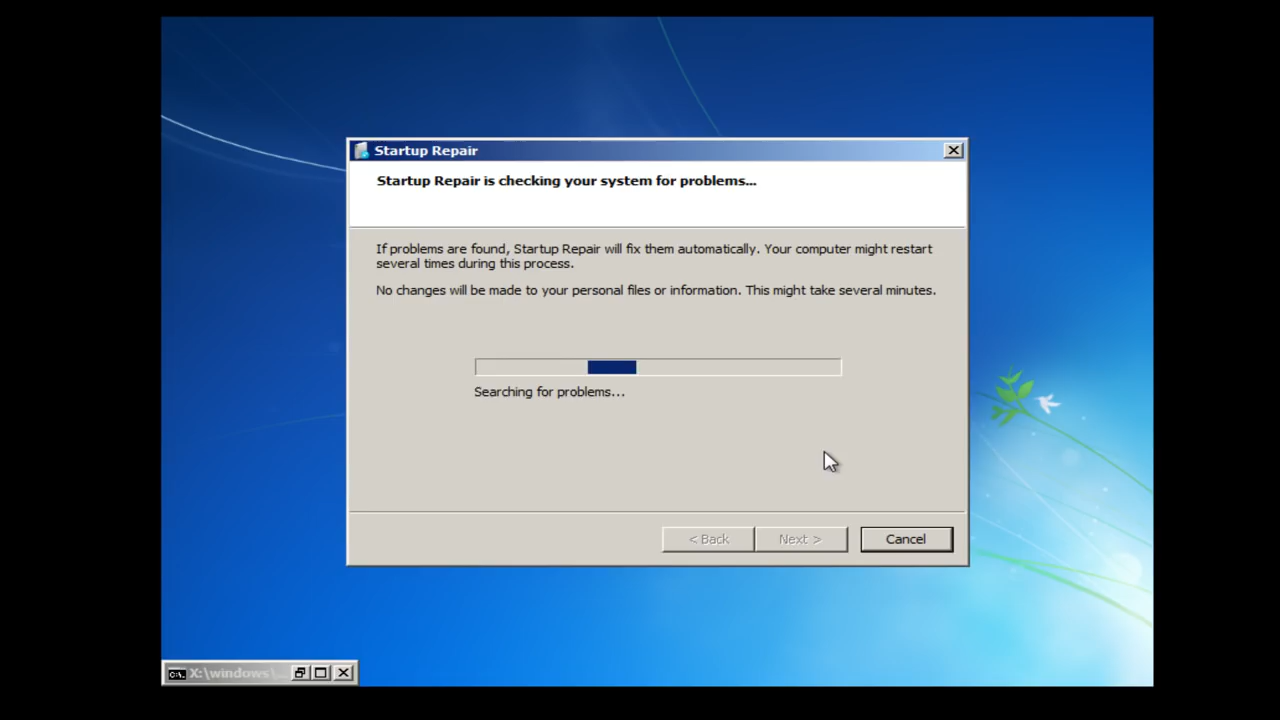 Startup Repair
Startup Repair is checking your system for problems...
If problems are found, Startup Repair will fix them automatically. Your computer might restart
several times during this process.
No changes will be made to your personal files or information. This might take several minutes.
Searching for problems...
< Back
Next >
Cancel
C:\.
X:\windows\...